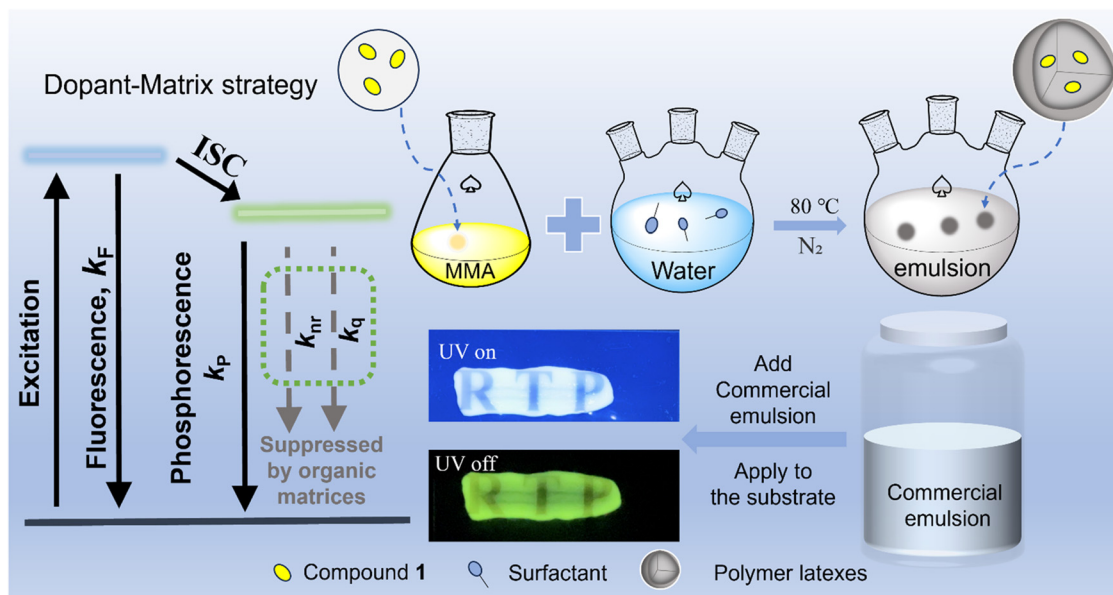 Dopant-Matrix strategy
ISC
Excitation
Fluorescence, kF
Phosphorescence
kP
knr
kq
Suppressed
by organic
matrices
MMA
Water
80 ℃
N₂
emulsion
UV on
RTP
UV off
RTP
Add
Commercial
emulsion
Apply to
the substrate
Commercial
emulsion
Compound 1
Surfactant
Polymer latexes